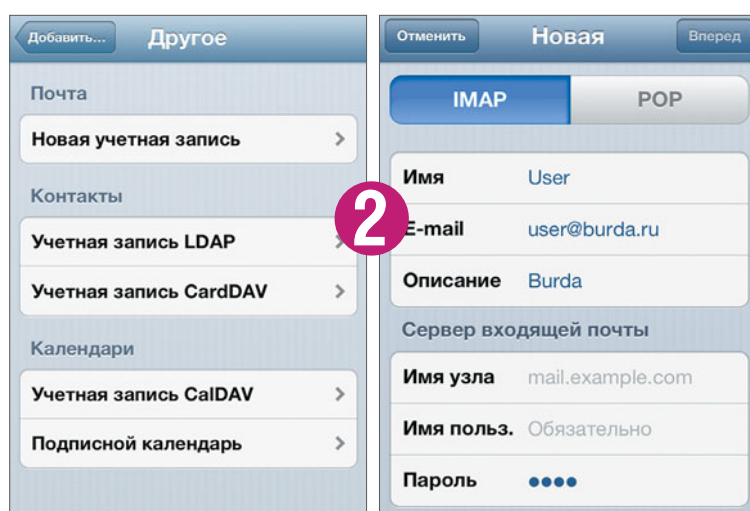 Добавить...
Другое
Почта
Новая учетная запись
Контакты
Учетная запись LDAP
Учетная запись CardDAV
Календари
Учетная запись CalDAV
Подписной календарь
2
Отменить
Новая
Вперед
IMAP
POP
Имя User
E-mail user@burda.ru
Описание Burda
Сервер входящей почты
Имя узла mail.example.com
Имя польз. Обязательно
Пароль ••••